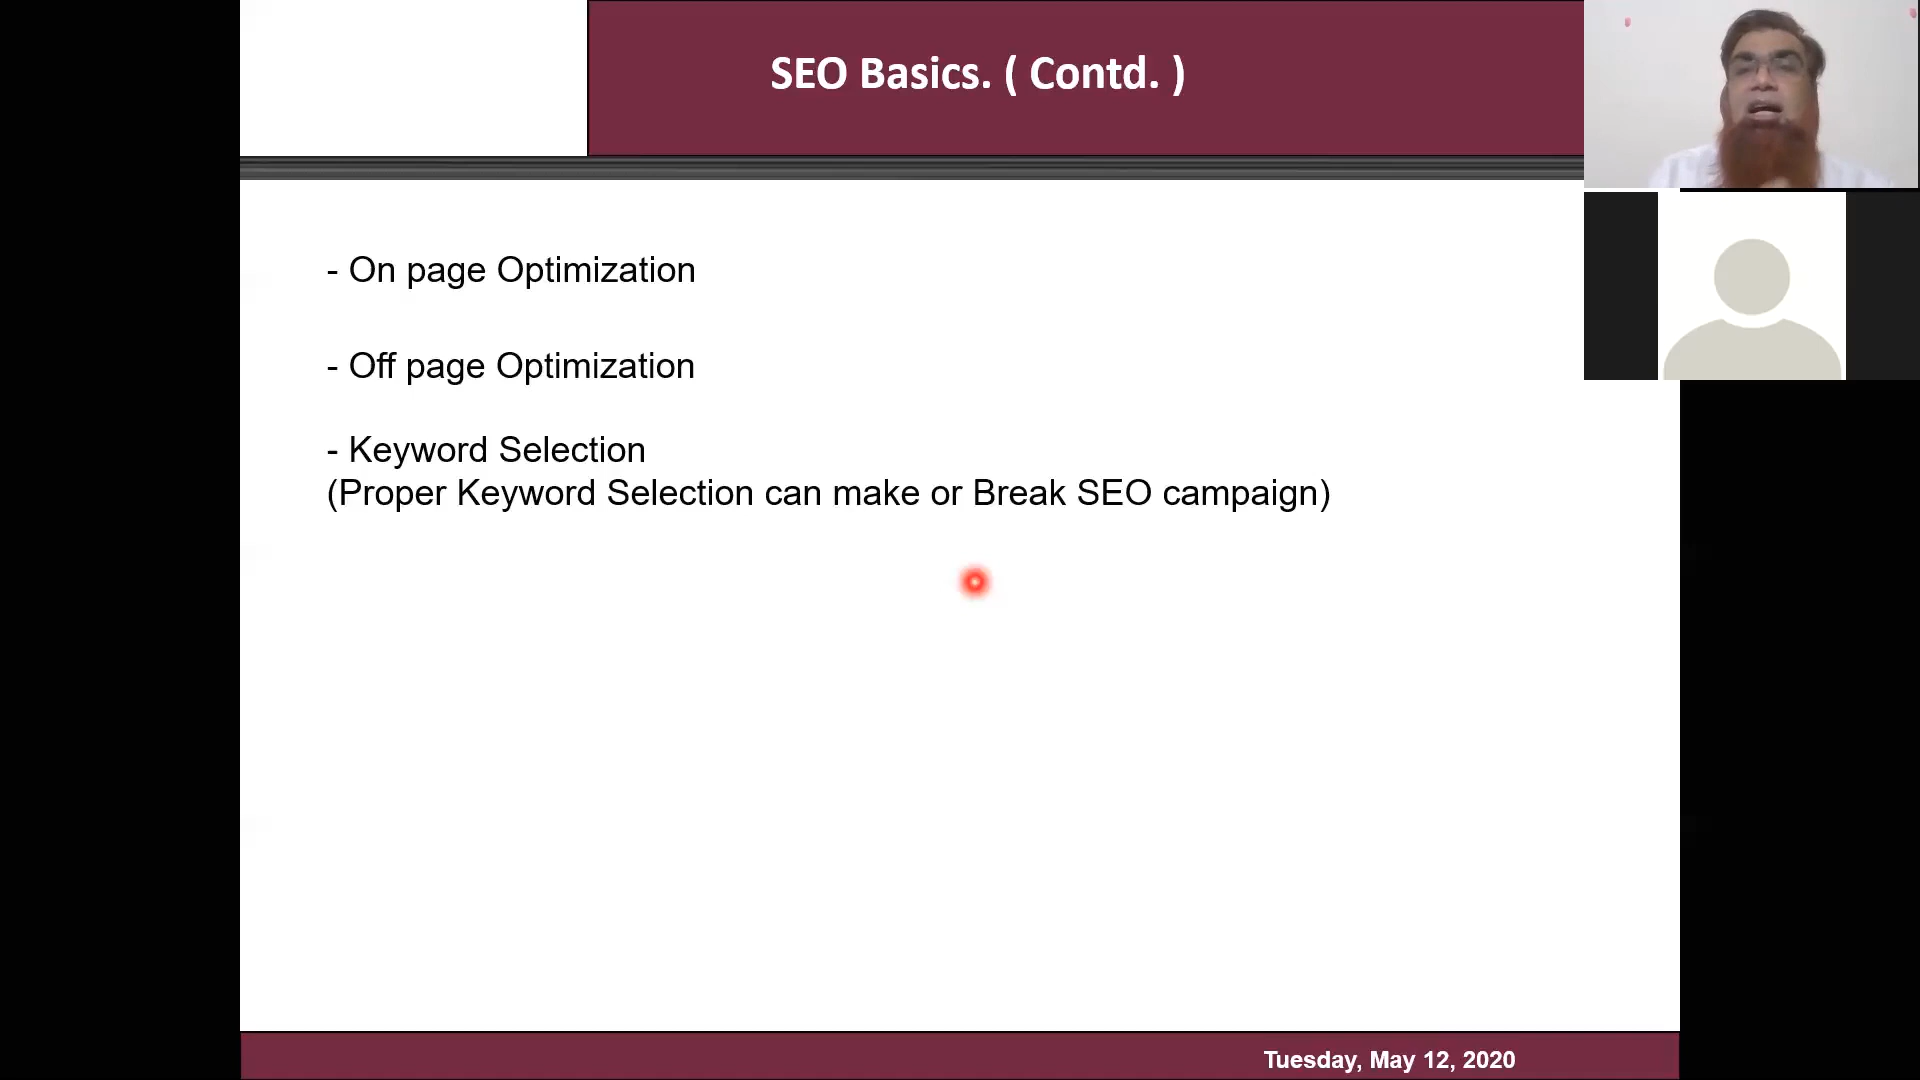 SEO Basics. ( Contd. )
- On page Optimization
- Off page Optimization
- Keyword Selection
(Proper Keyword Selection can make or Break SEO campaign)
Tuesday, May 12, 2020